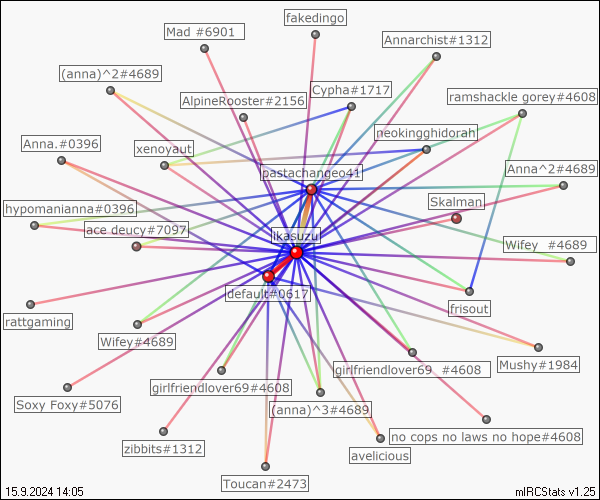 fakedingo
Mad #6901
Annarchist#1312
(anna)^2#4689
Cypha#1717
ramshackle gorey#4608
AlpineRooster#2156
neokingghidorah
Anna.#0396
xenoyaut
pastachangeo41
Anna^2#4689
Skalman
hypomanianna#0396
ace deucy#7097
ikasuzu
Wifey_#4689
default#0617
frisout
rattgaming
Wifey#4689
Mushy#1984
girlfriendlover69_#4608
girlfriendlover69#4608
Soxy Foxy#5076
(anna)^3#4689
no cops no laws no hope#4608
zibbits#1312
avelicious
Toucan#2473
15.9.2024 14:05
mIRCStats v1.25